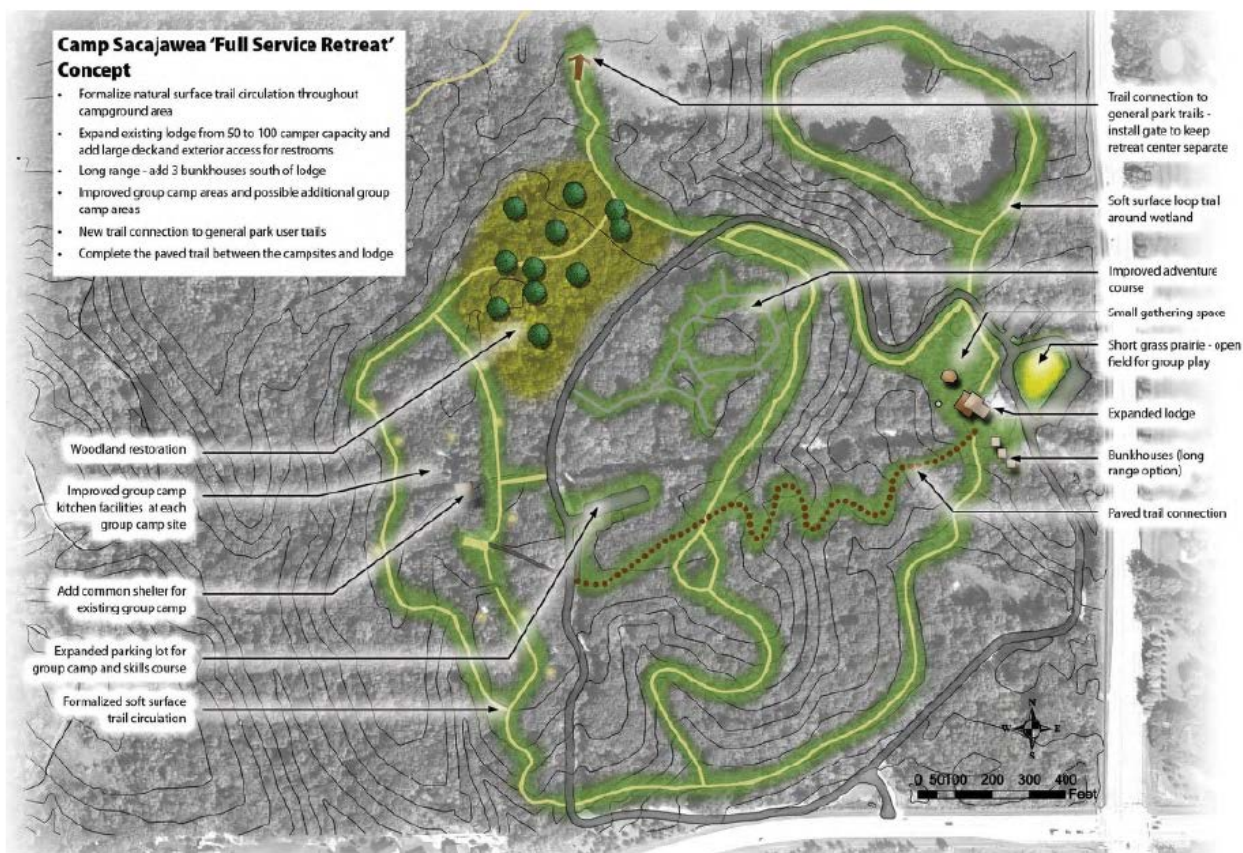 Camp Sacajawea 'Full Service Retreat'
Concept
• Formalize natural surface trail circulation throughout
campground area
• Expand existing lodge from 50 to 100 camper capacity and
add large deck and exterior access for restrooms
• Long range - add 3 bunkhouses south of lodge
• Improved group camp areas and possible additional group
camp areas
• New trail connection to general park user trails
• Complete the paved trail between the campsites and lodge
Trail connection to
general park trails -
install gate to keep
retreat center separate
Soft surface loop trail
around wetland
Improved adventure
course
Small gathering space
Short grass prairie - open
field for group play
Expanded lodge
Bunkhouses (long
range option)
Paved trail connection
Woodland restoration
Improved group camp
kitchen facilities at each
group camp site
Add common shelter for
existing group camp
Expanded parking lot for
group camp and skills course
Formalized soft surface
trail circulation
N
W E
S
0 50 100 200 300 400
Feet